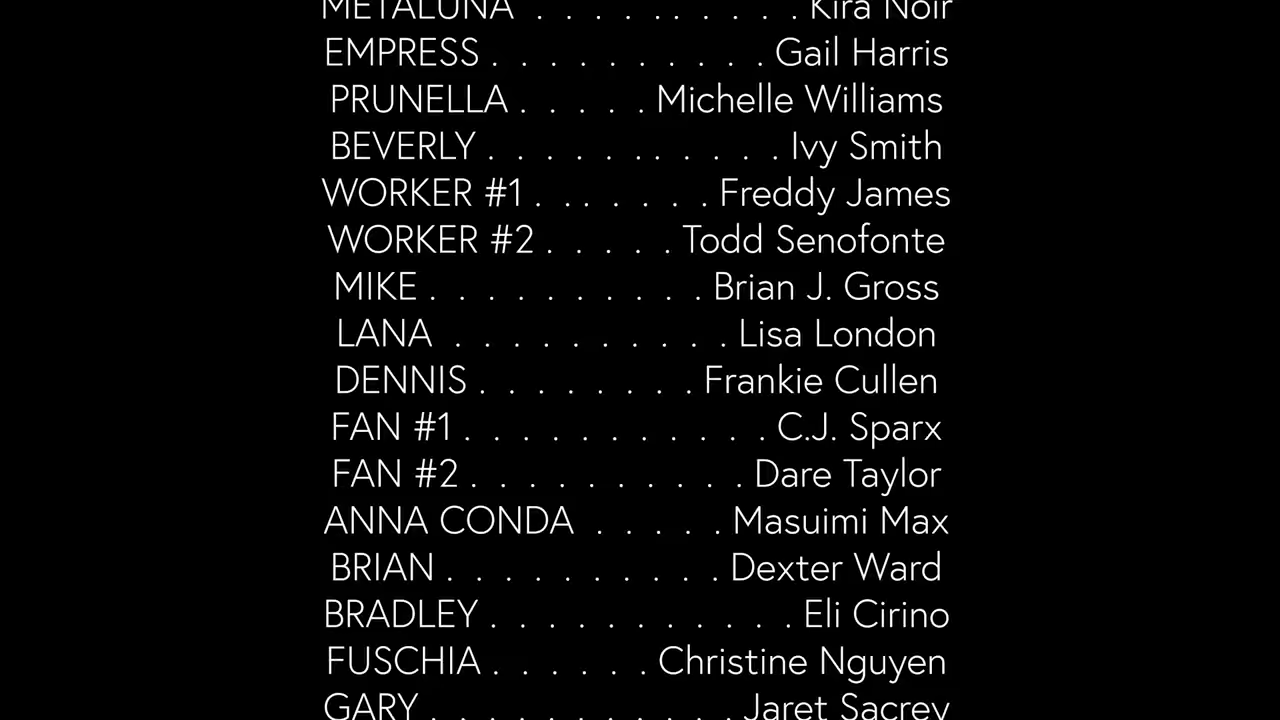 METALUNA . . . . . . . . . . Kira Noir
EMPRESS . . . . . . . . . . Gail Harris
PRUNELLA . . . . . Michelle Williams
BEVERLY . . . . . . . . . . . Ivy Smith
WORKER #1 . . . . . . . Freddy James
WORKER #2 . . . . . Todd Senofonte
MIKE . . . . . . . . . . Brian J. Gross
LANA . . . . . . . . . . Lisa London
DENNIS . . . . . . . . Frankie Cullen
FAN #1 . . . . . . . . . . . C.J. Sparx
FAN #2 . . . . . . . . . . Dare Taylor
ANNA CONDA . . . . . Masuimi Max
BRIAN . . . . . . . . . . Dexter Ward
BRADLEY . . . . . . . . . . . Eli Cirino
FUSCHIA . . . . . . Christine Nguyen
GARY . . . . . . . . . . . Jaret Sacrey